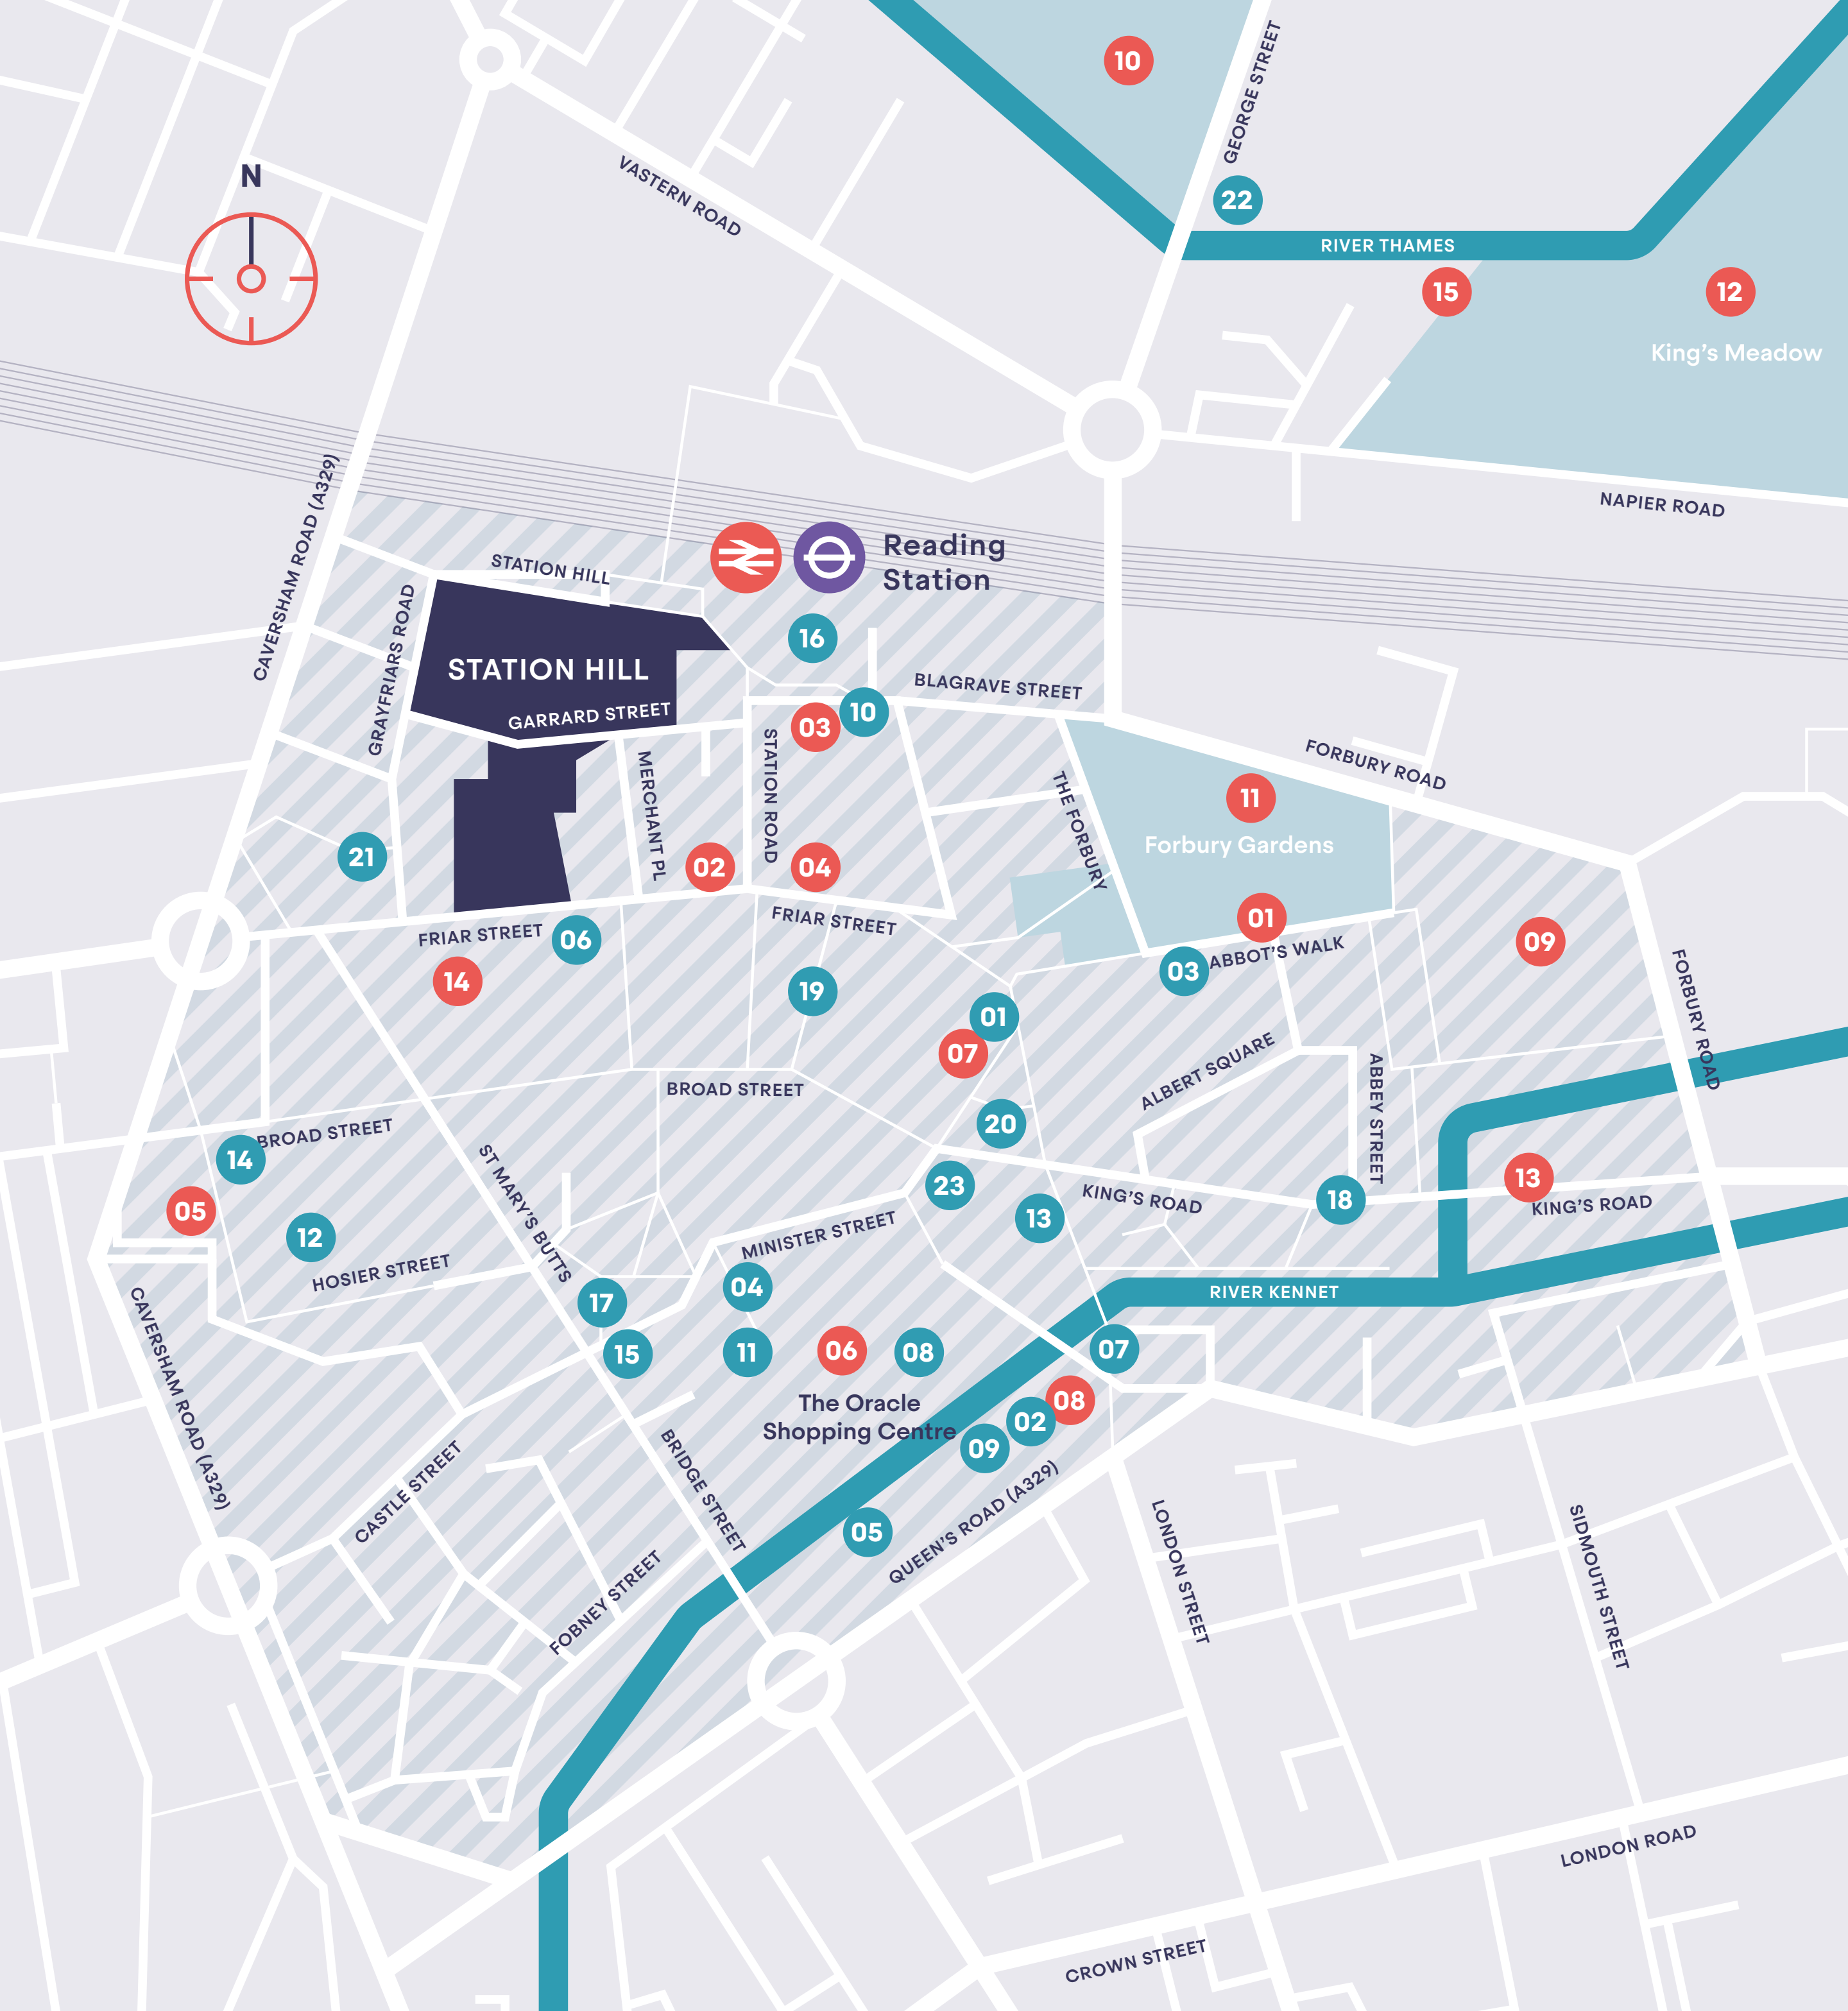 10
GEORGE STREET
N
VASTERN ROAD
22
RIVER THAMES
15
12
King's Meadow
CAVERSHAM ROAD (A329)
NAPIER ROAD
Reading
Station
STATION HILL
GRAYFRIARS ROAD
16
STATION HILL
BLAGRAVE STREET
GARRARD STREET
03
10
STATION ROAD
MERCHANT PL
THE FORBURY
FORBURY ROAD
11
Forbury Gardens
21
02
04
FRIAR STREET
01
FRIAR STREET
06
ABBOT'S WALK
09
03
14
19
01
07
FORBURY ROAD
ALBERT SQUARE
ABBEY STREET
BROAD STREET
20
BROAD STREET
14
23
13
05
18
KING'S ROAD
KING'S ROAD
13
12
ST MARY'S BUTTS
MINISTER STREET
HOSIER STREET
04
RIVER KENNET
17
15
11
06
08
07
CAVERSHAM ROAD (A329)
The Oracle
Shopping Centre
08
02
09
CASTLE STREET
BRIDGE STREET
05
QUEEN'S ROAD (A329)
LONDON STREET
SIDMOUTH STREET
FOBNEY STREET
LONDON ROAD
CROWN STREET